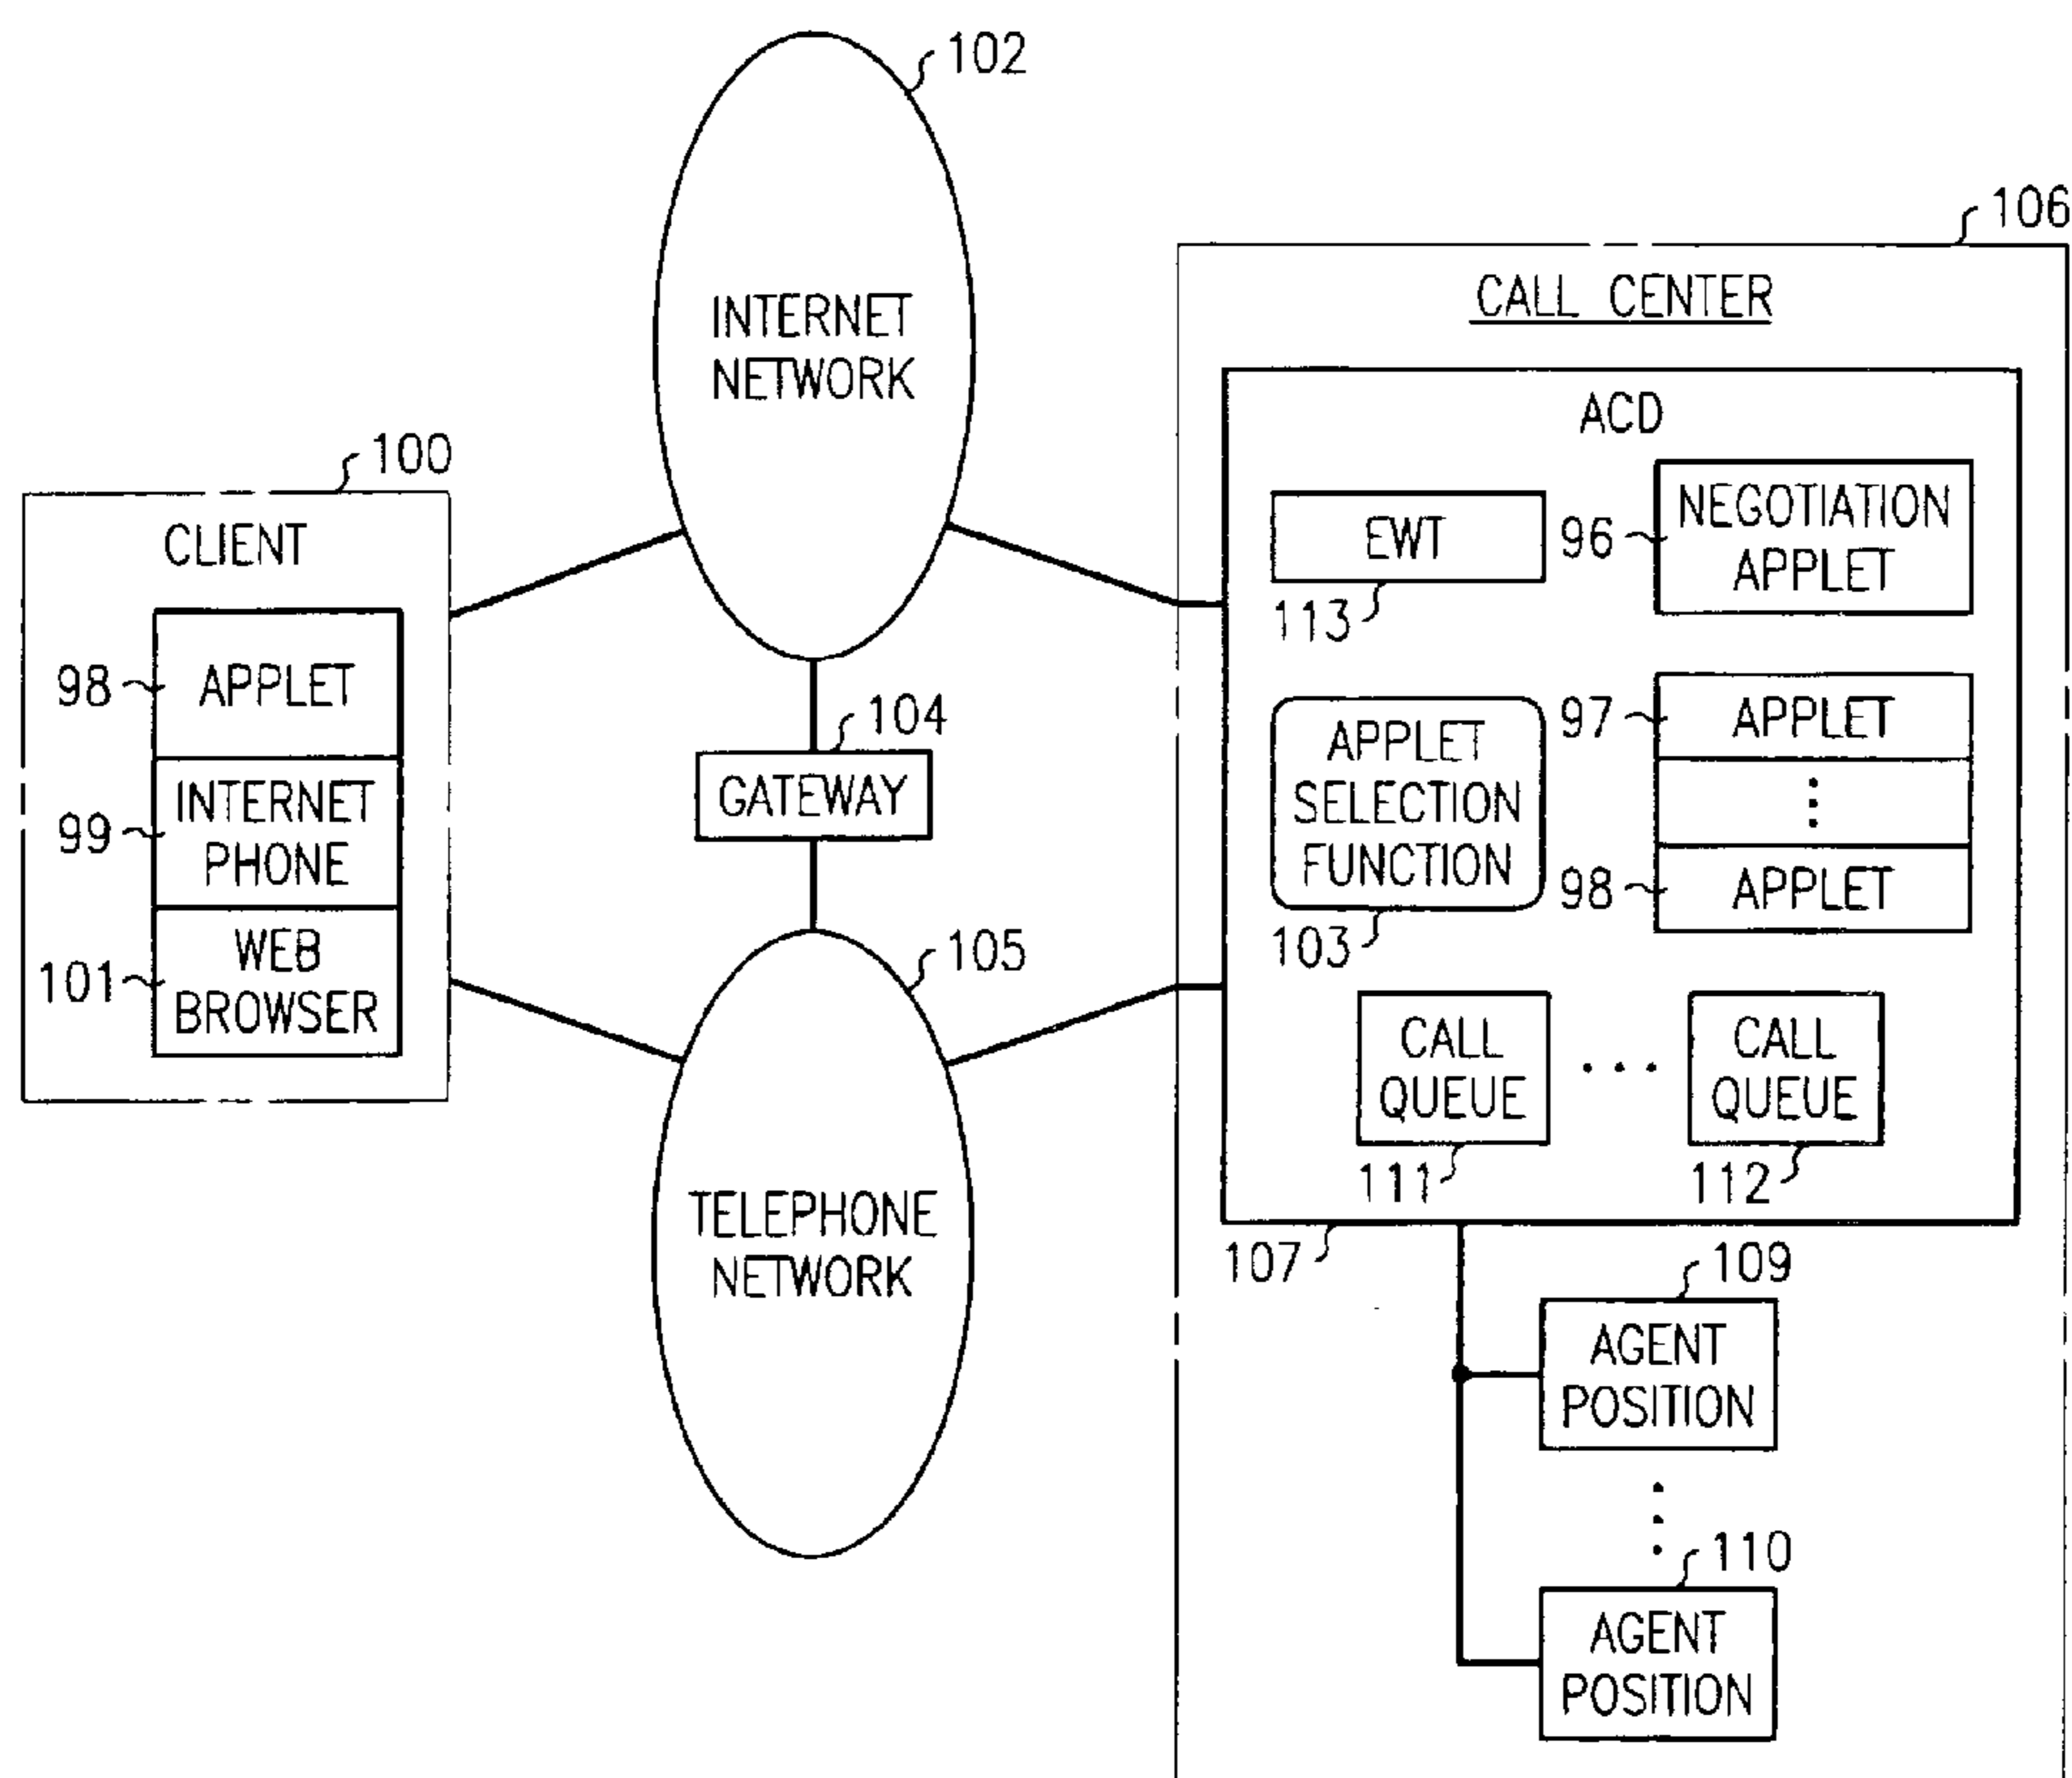 102
INTERNET
NETWORK
106
CALL CENTER
ACD
EWT
113
96
NEGOTIATION
APPLET
100
CLIENT
98
APPLET
99
INTERNET
PHONE
101
WEB
BROWSER
104
GATEWAY
APPLET
SELECTION
FUNCTION
103
97
APPLET
98
APPLET
105
TELEPHONE
NETWORK
CALL
QUEUE
111
CALL
QUEUE
112
107
109
AGENT
POSITION
110
AGENT
POSITION